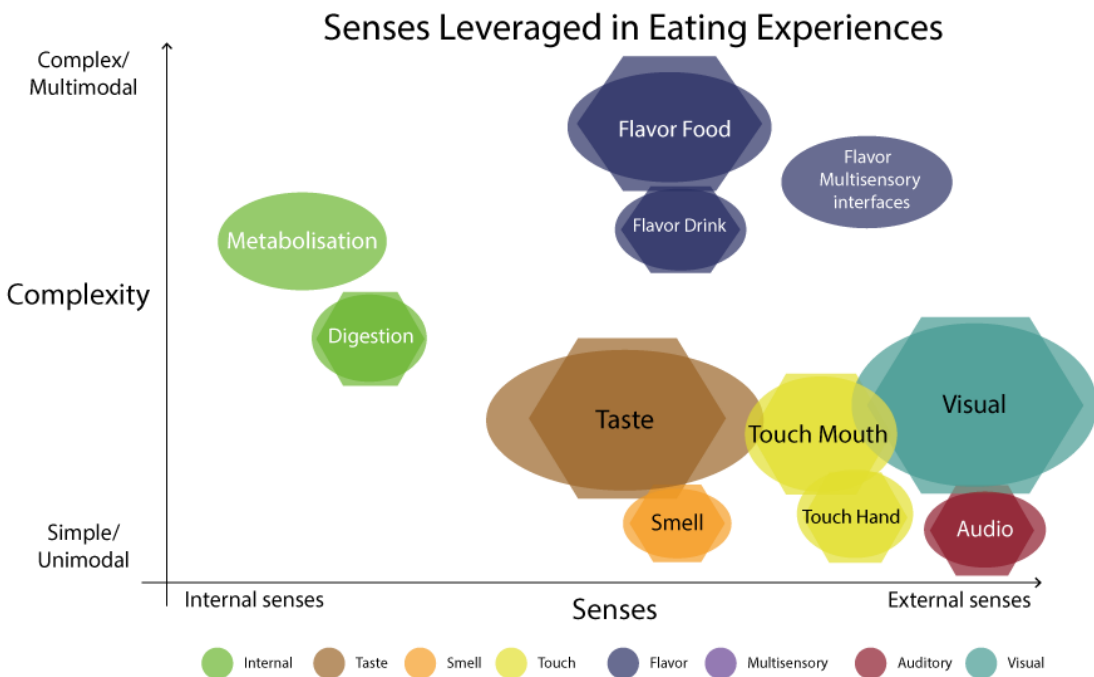 Senses Leveraged in Eating Experiences
Complex/
Multimodal
Flavor Food
Flavor
Multisensory
interfaces
Flavor Drink
Metabolisation
Complexity
Digestion
Taste
Touch Mouth
Visual
Smell
Touch Hand
Audio
Simple/
Unimodal
Internal senses
Senses
External senses
Internal
Taste
Smell
Touch
Flavor
Multisensory
Auditory
Visual